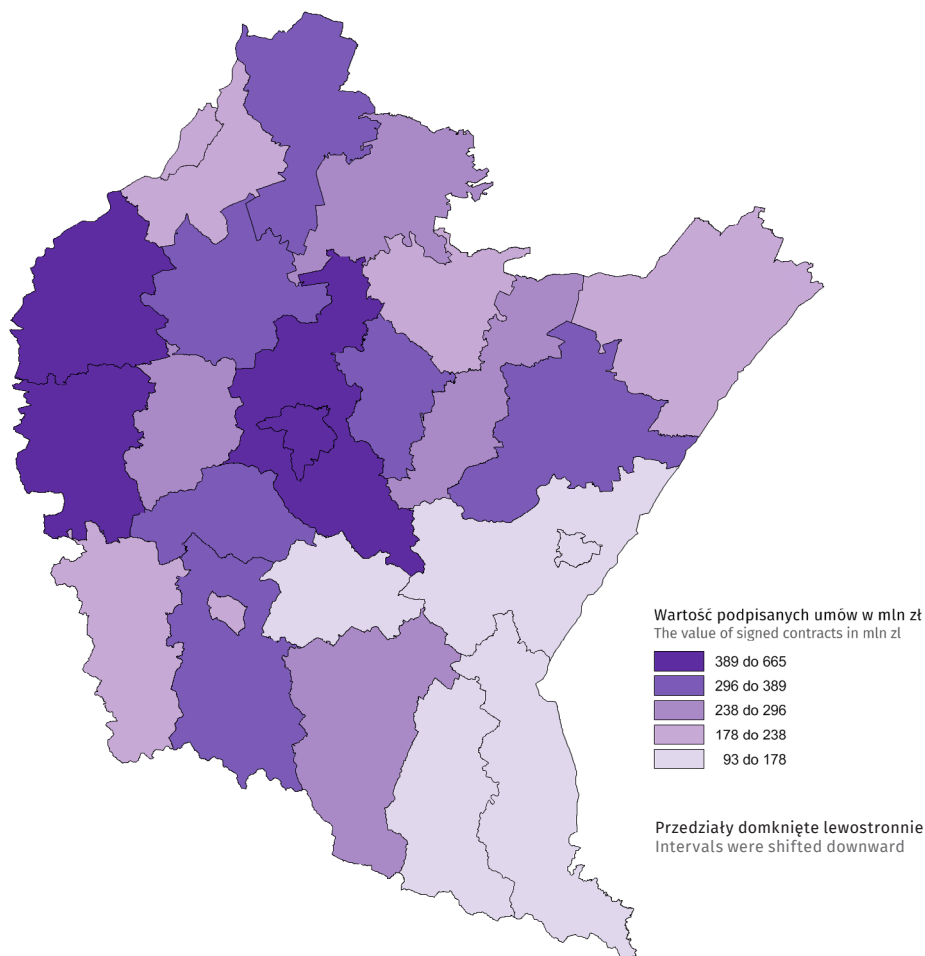 Wartość podpisanych umów w mln zł
The value of signed contracts in mln zl
389 do 665
296 do 389
238 do 296
178 do 238
93 do 178
Przedziały domknięte lewostronnie
Intervals were shifted downward